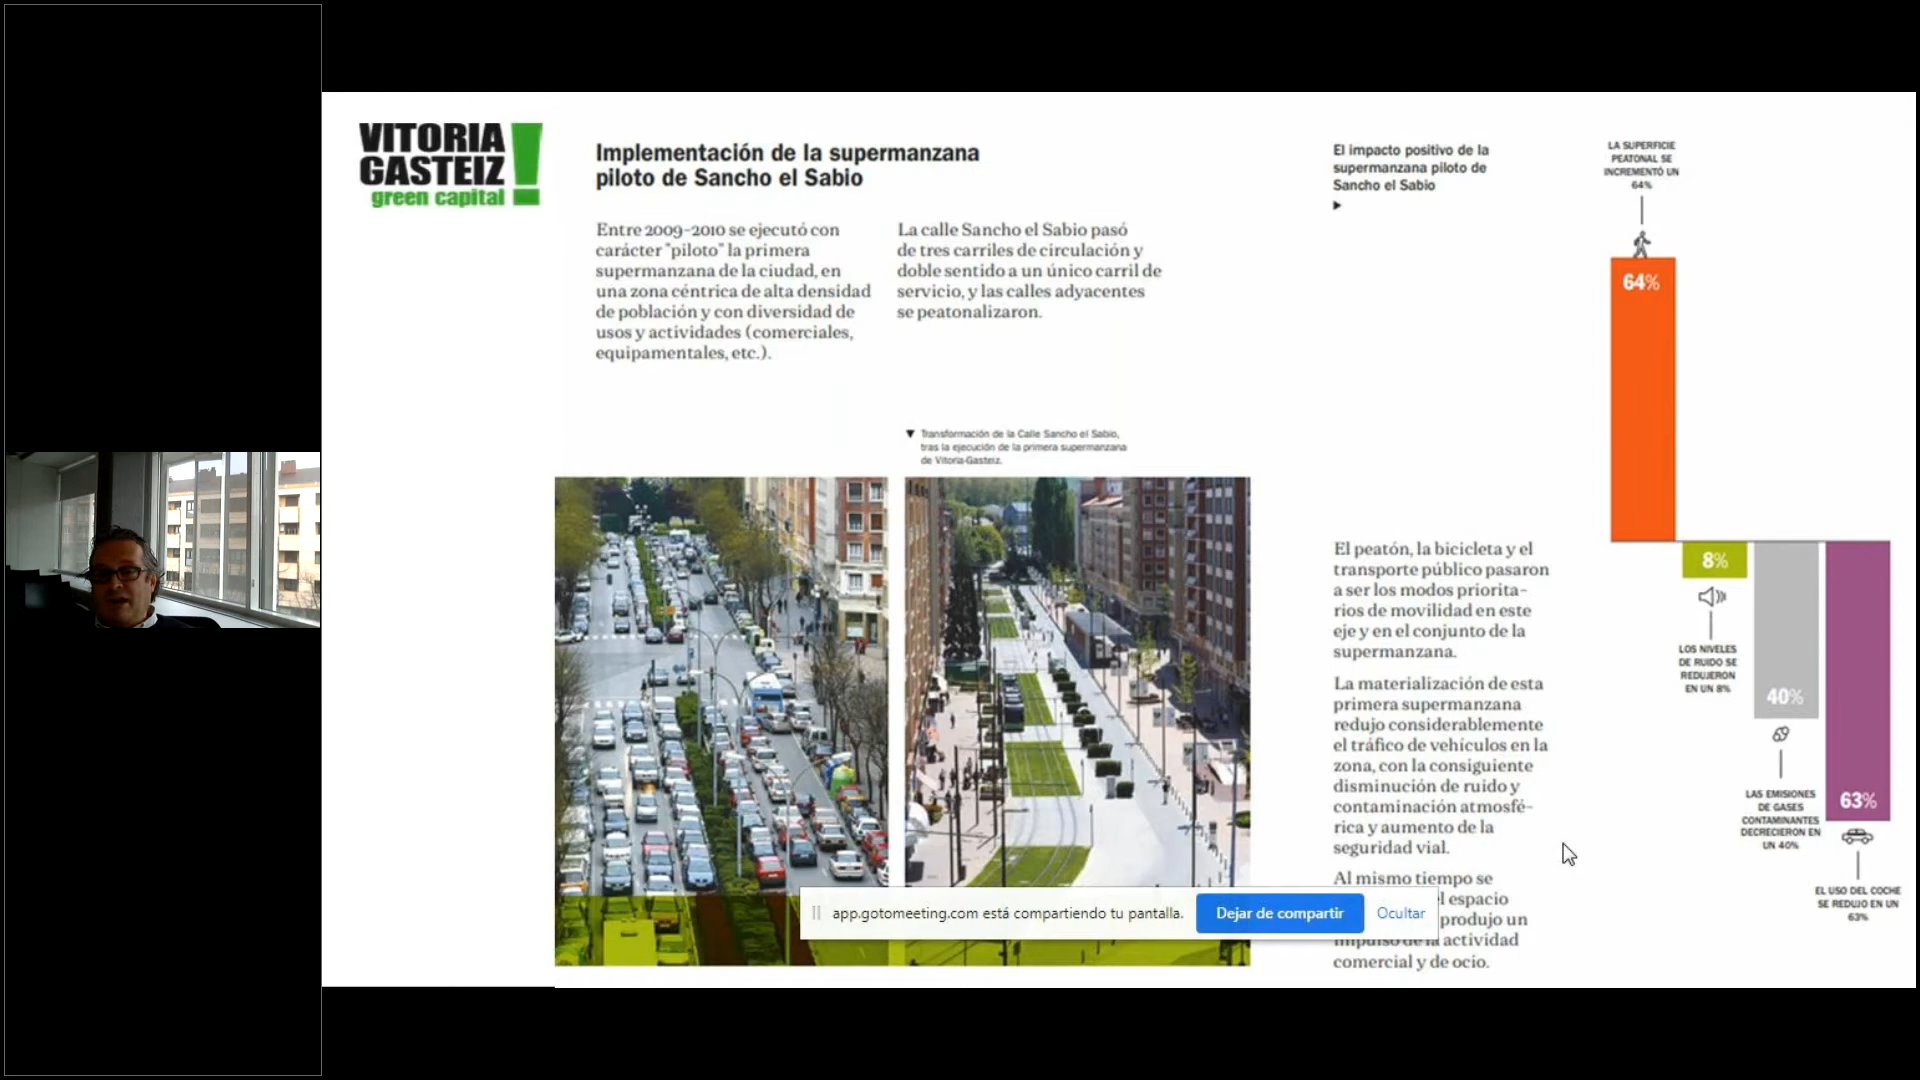 VITORIA
GASTEIZ
green capital
Implementación de la supermanzana
piloto de Sancho el Sabio
Entre 2009-2010 se ejecutó con
carácter "piloto" la primera
supermanzana de la ciudad, en
una zona céntrica de alta densidad
de población y con diversidad de
usos y actividades (comerciales,
equipamentales, etc.).
La calle Sancho el Sabio pasó
de tres carriles de circulación y
doble sentido a un único carril de
servicio, y las calles adyacentes
se peatonalizaron.
Transformación de la Calle Sancho el Sabio,
tras la ejecución de la primera supermanzana
de Vitoria-Gasteiz.
El impacto positivo de la
supermanzana piloto de
Sancho el Sabio
El peatón, la bicicleta y el
transporte público pasaron
a ser los modos priorita-
rios de movilidad en este
eje y en el conjunto de la
supermanzana.
La materialización de esta
primera supermanzana
redujo considerablemente
el tráfico de vehículos en la
zona, con la consiguiente
disminución de ruido y
contaminación atmosfé-
rica y aumento de la
seguridad vial.
Al mismo tiempo se
l espacio
produjo un
impulso de la actividad
comercial y de ocio.
LA SUPERFICIE
PEATONAL SE
INCREMENTÓ UN
64%
64%
8%
LOS NIVELES
DE RUIDO SE
REDUJERON
EN UN 8%
40%
LAS EMISIONES
DE GASES
CONTAMINANTES
DECRECIERON EN
UN 40%
63%
EL USO DEL COCHE
SE REDUJO EN UN
63%
app.gotomeeting.com está compartiendo tu pantalla.
Dejar de compartir
Ocultar